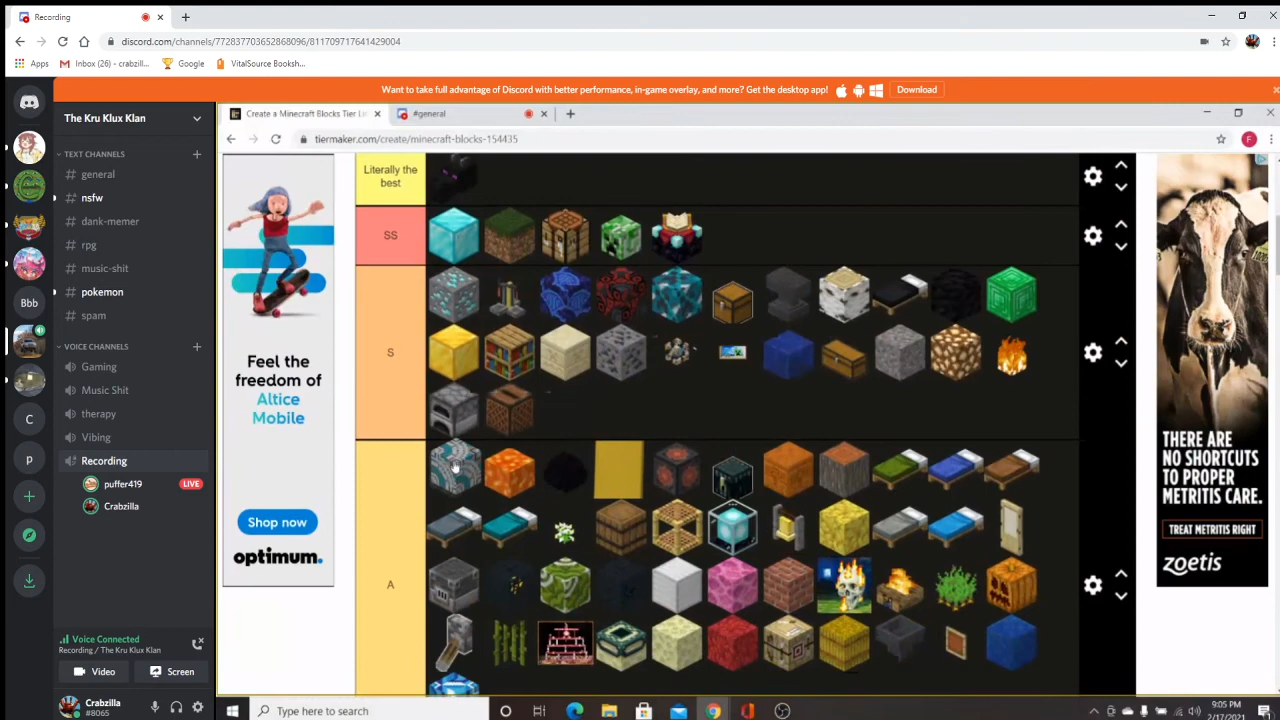 Recording
discord.com/channels/772837703652868096/811709717641429004
Apps
Inbox (26) - crabzill...
Google
VitalSource Booksh...
Want to take full advantage of Discord with better performance, in-game overlay, and more? Get the desktop app!
Download
The Kru Klux Klan
Create a Minecraft Blocks Tier Lis
#general
tiermaker.com/create/minecraft-blocks-154435
F
TEXT CHANNELS
general
nsfw
dank-memer
rpg
music-shit
pokemon
spam
VOICE CHANNELS
Gaming
Music Shit
therapy
Vibing
Recording
puffer419
LIVE
Crabzilla
Bbb
C
p
Literally the
best
SS
S
A
Feel the
freedom of
Altice
Mobile
Shop now
optimum.
THERE ARE
NO SHORTCUTS
TO PROPER
METRITIS CARE.
TREAT METRITIS RIGHT
zoetis
Voice Connected
Recording / The Kru Klux Klan
Video
Screen
Crabzilla
#8065
Type here to search
9:05 PM
2/17/2021